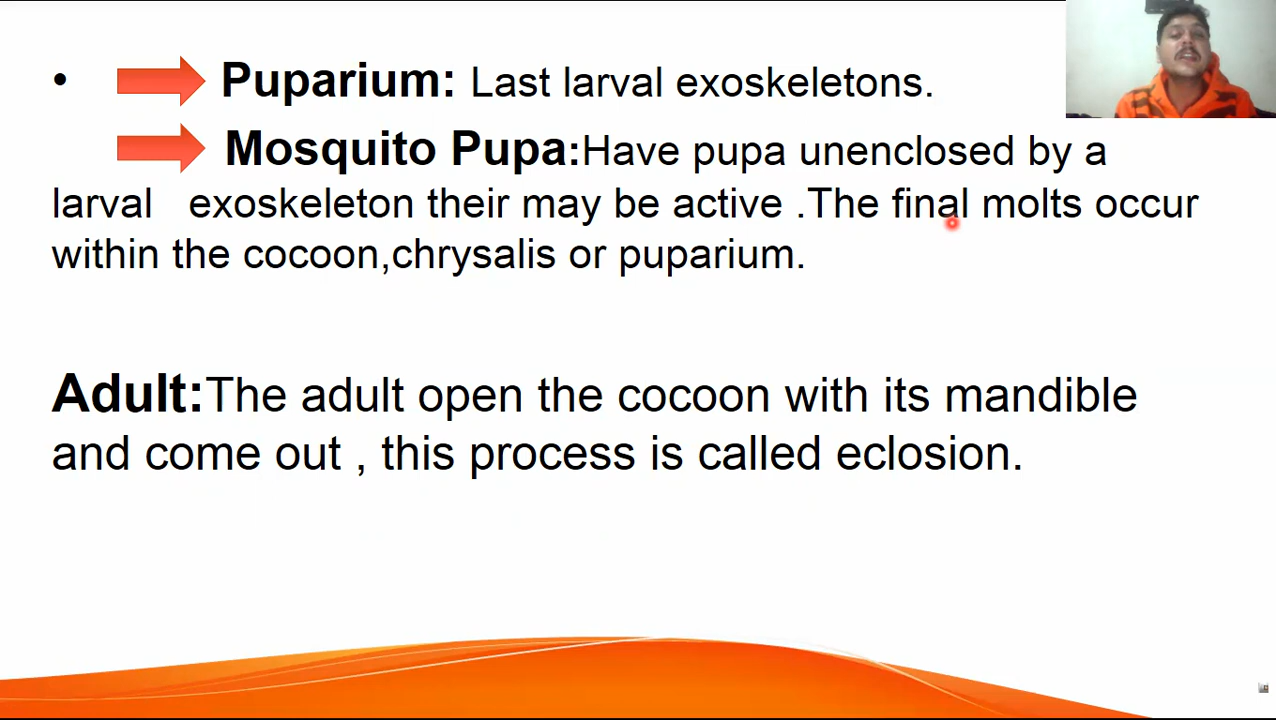 • Puparium: Last larval exoskeletons.
Mosquito Pupa:Have pupa unenclosed by a
larval exoskeleton their may be active .The final molts occur
within the cocoon,chrysalis or puparium.
Adult:The adult open the cocoon with its mandible
and come out , this process is called eclosion.